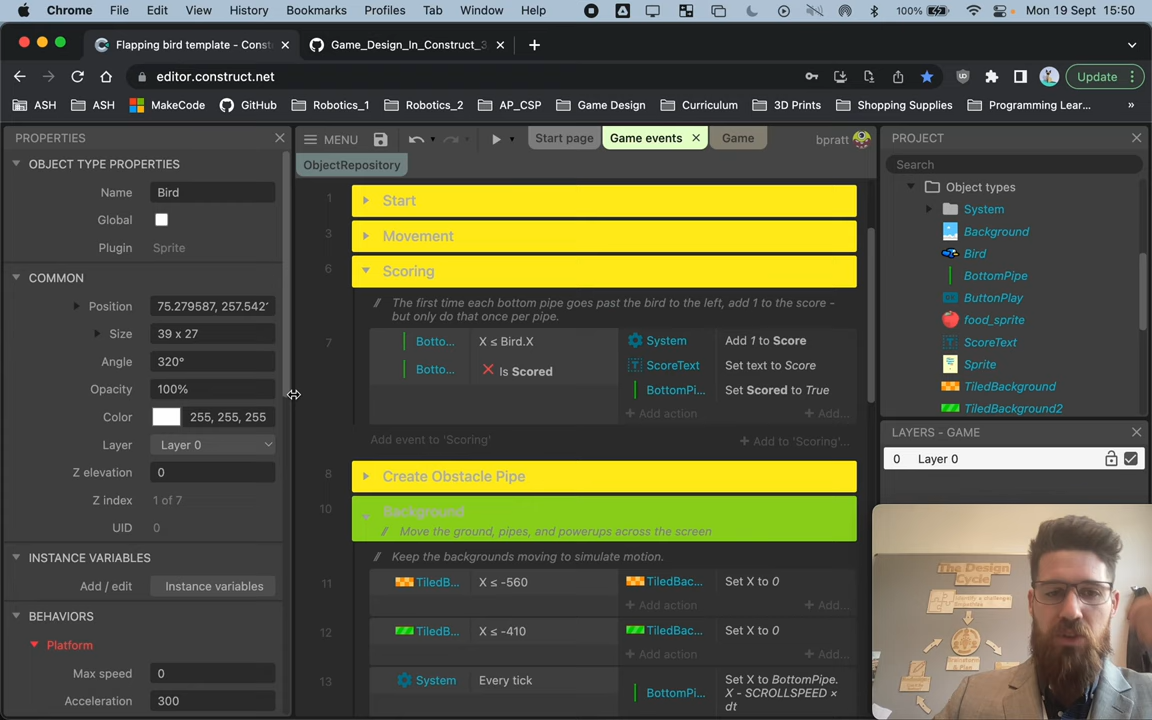 Chrome File Edit View History Bookmarks Profiles Tab Window Help 100% Mon 19 Sept 15:50
Flapping bird template - Const Game_Design_In_Construct_3
editor.construct.net Update
ASH ASH MakeCode GitHub Robotics_1 Robotics_2 AP_CSP Game Design Curriculum 3D Prints Shopping Supplies Programming Lear... »
PROPERTIES
OBJECT TYPE PROPERTIES
Name Bird
Global
Plugin Sprite
COMMON
Position 75.279587, 257.542
Size 39 x 27
Angle 320°
Opacity 100%
Color 255, 255, 255
Layer Layer 0
Z elevation 0
Z index 1 of 7
UID 0
INSTANCE VARIABLES
Add / edit Instance variables
BEHAVIORS
Platform
Max speed 0
Acceleration 300
MENU Start page Game events Game bpratt
ObjectRepository
1 Start
3 Movement
6 Scoring
// The first time each bottom pipe goes past the bird to the left, add 1 to the score -
but only do that once per pipe.
7 Botto... X ≤ Bird.X System Add 1 to Score
Botto... Is Scored ScoreText Set text to Score
BottomPi... Set Scored to True
+ Add action + Add...
Add event to 'Scoring' + Add to 'Scoring'...
8 Create Obstacle Pipe
10 Background
// Move the ground, pipes, and powerups across the screen
// Keep the backgrounds moving to simulate motion.
11 TiledB... X ≤ -560 TiledBac... Set X to 0
+ Add action + Add...
12 TiledB... X ≤ -410 TiledBac... Set X to 0
+ Add action + Add...
13 System Every tick BottomPi... Set X to BottomPipe.
X - SCROLLSPEED ×
dt
PROJECT
Search
Object types
System
Background
Bird
BottomPipe
ButtonPlay
food_sprite
ScoreText
Sprite
TiledBackground
TiledBackground2
LAYERS - GAME
0 Layer 0
The Design
Cycle